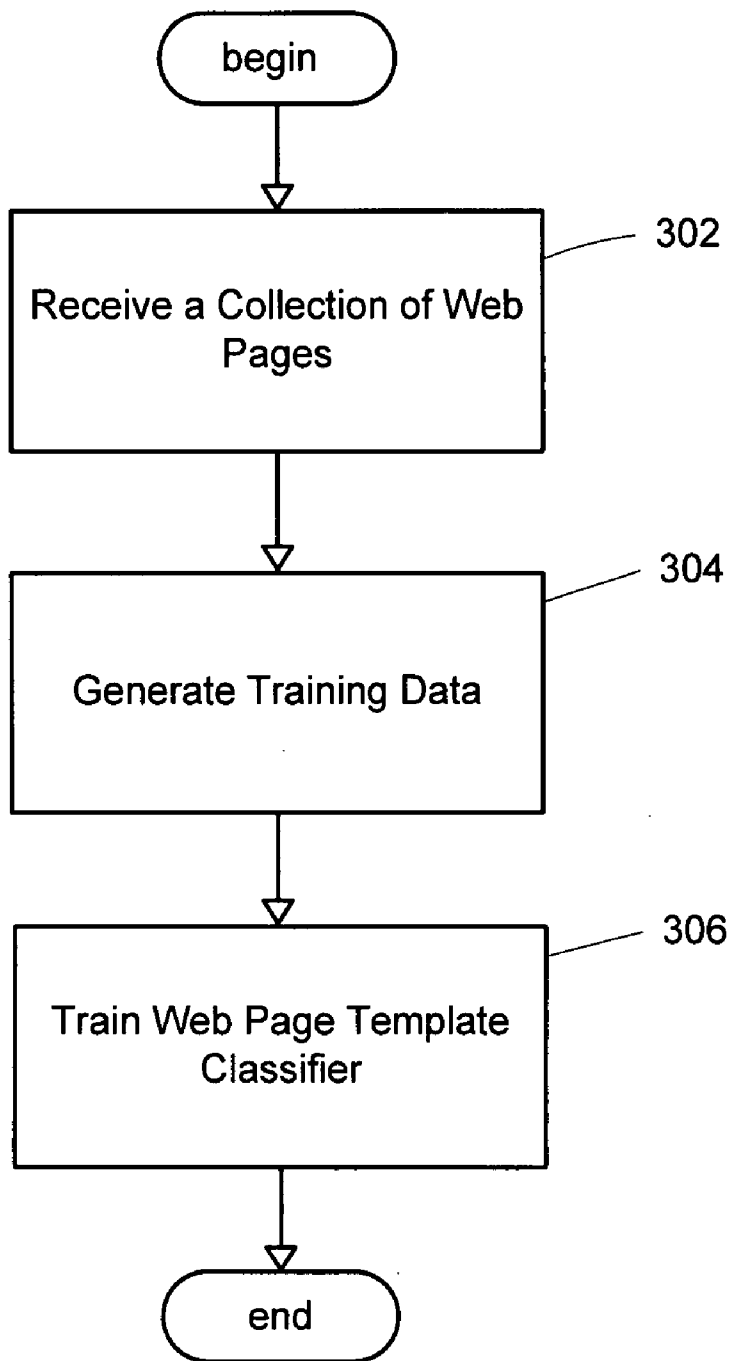 begin
302
Receive a Collection of Web
Pages
304
Generate Training Data
306
Train Web Page Template
Classifier
end